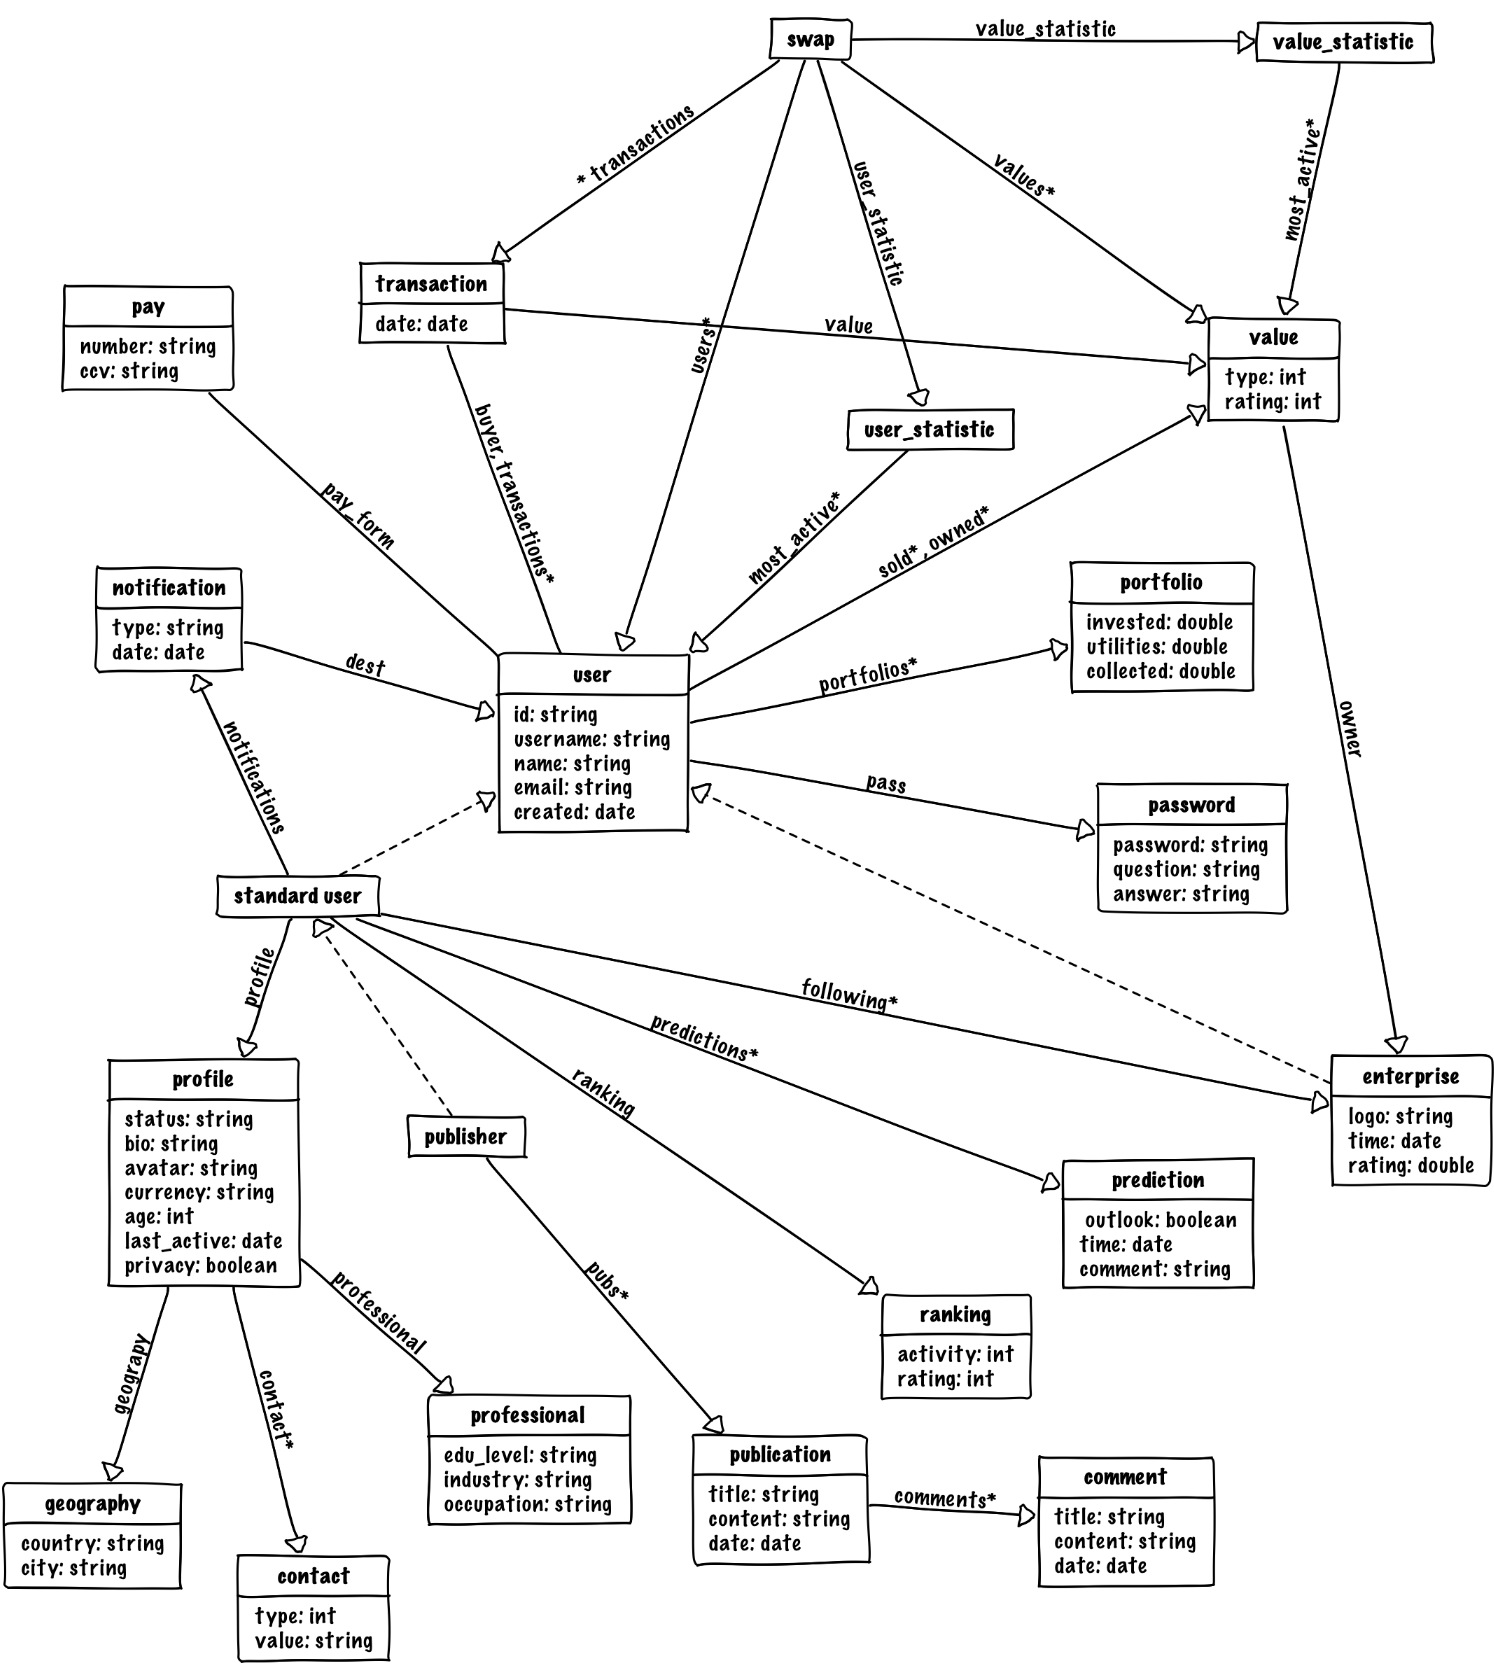 swap
value_statistic
value_statistic
* transactions
users*
user_statistic
values*
most_active*
transaction
date: date
value
pay
number: string
ccv: string
value
type: int
rating: int
user_statistic
buyer, transactions*
pay_form
most_active*
sold*, owned*
notification
type: string
date: date
dest
portfolio
invested: double
utilities: double
collected: double
portfolios*
user
id: string
username: string
name: string
email: string
created: date
owner
notifications
pass
password
password: string
question: string
answer: string
standard user
profile
following*
predictions*
ranking
profile
status: string
bio: string
avatar: string
currency: string
age: int
last_active: date
privacy: boolean
publisher
enterprise
logo: string
time: date
rating: double
prediction
outlook: boolean
time: date
comment: string
pubs*
ranking
activity: int
rating: int
geograpy
contact*
professional
professional
edu_level: string
industry: string
occupation: string
publication
title: string
content: string
date: date
comments*
comment
title: string
content: string
date: date
geography
country: string
city: string
contact
type: int
value: string